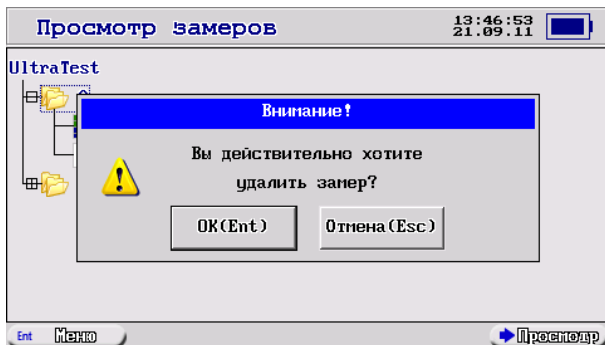 Просмотр замеров
13:46:53
21.09.11
UltraTest
Внимание!
Вы действительно хотите
удалить замер?
OK(Ent)
Отмена(Esc)
Ent Меню
Просмотр